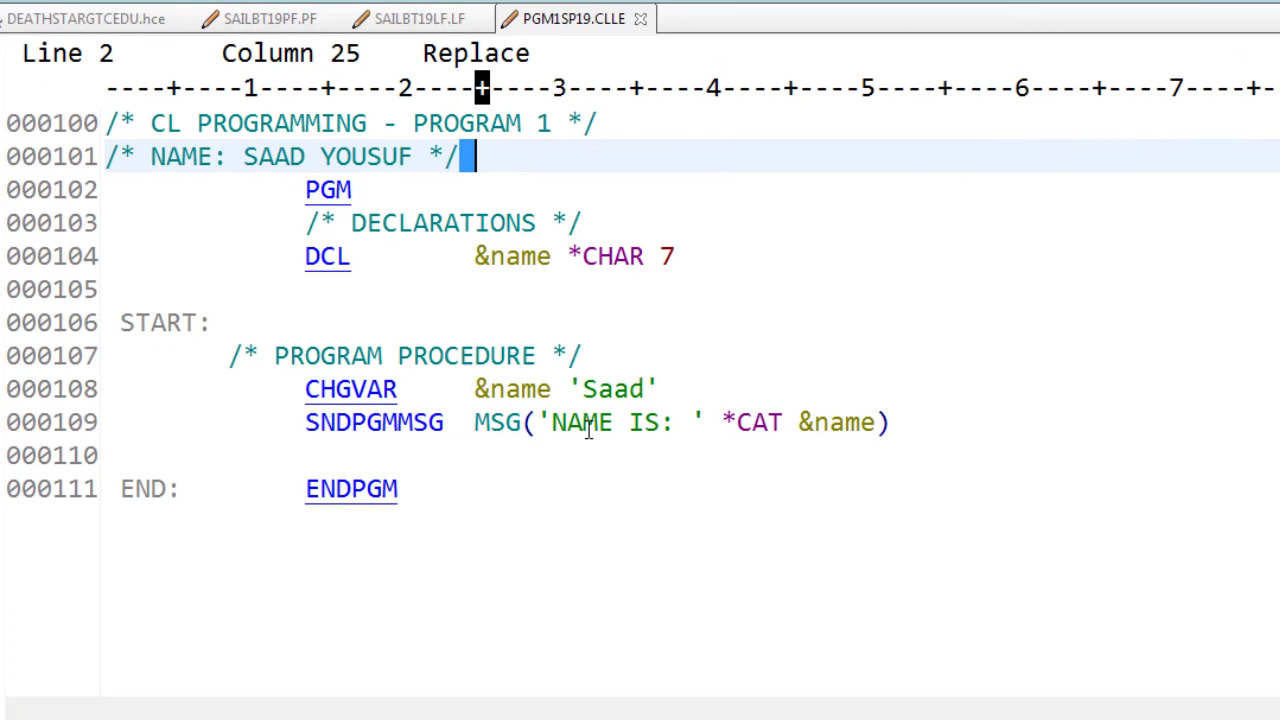 DEATHSTARGTCEDU.hce SAILBT19PF.PF SAILBT19LF.LF PGM1SP19.CLLE
Line 2 Column 25 Replace
----+----1----+----2----+----3----+----4----+----5----+----6----+----7----+-
000100 /* CL PROGRAMMING - PROGRAM 1 */
000101 /* NAME: SAAD YOUSUF */
000102 PGM
000103 /* DECLARATIONS */
000104 DCL &name *CHAR 7
000105
000106 START:
000107 /* PROGRAM PROCEDURE */
000108 CHGVAR &name 'Saad'
000109 SNDPGMMSG MSG('NAME IS: ' *CAT &name)
000110
000111 END: ENDPGM